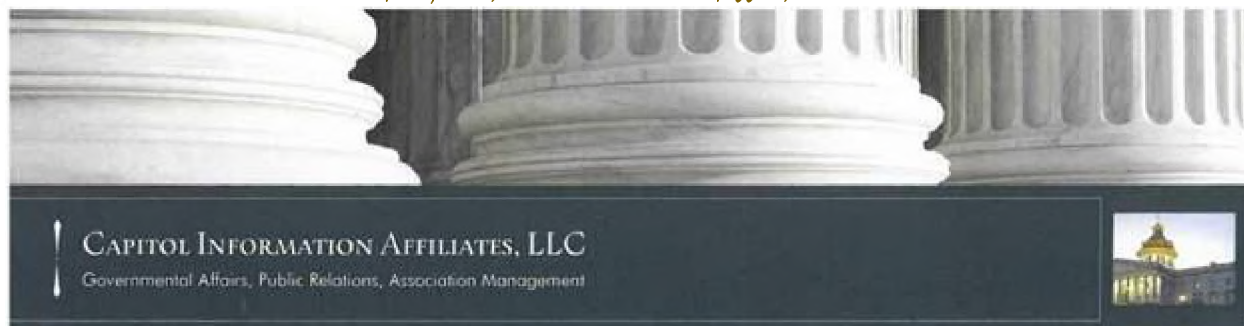 CAPITOL INFORMATION AFFILIATES, LLC
Governmental Affairs, Public Relations, Association Management